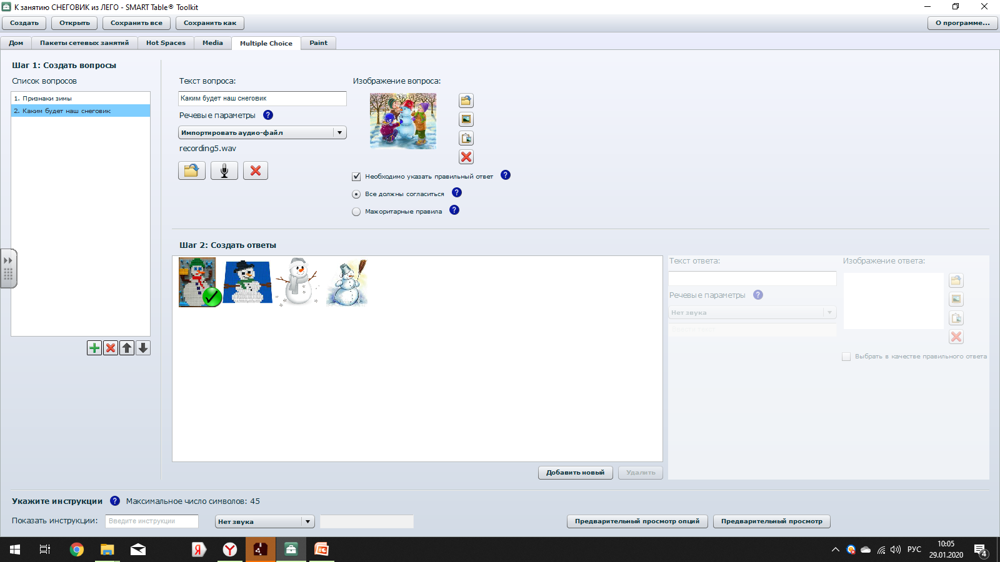 К занятию СНЕГОВИК из ЛЕГО - SMART Table® Toolkit
Создать Открыть Сохранить все Сохранить как О программе...
Дом Пакеты сетевых занятий Hot Spaces Media Multiple Choice Paint
Шаг 1: Создать вопросы
Список вопросов
1. Признаки зимы
2. Каким будет наш снеговик
Текст вопроса:
Каким будет наш снеговик
Речевые параметры ?
Импортировать аудио-файл
recording5.wav
Изображение вопроса:
Необходимо указать правильный ответ ?
Все должны согласиться ?
Мажоритарные правила ?
Шаг 2: Создать ответы
Текст ответа:
Речевые параметры ?
Нет звука
Изображение ответа:
Выбрать в качестве правильного ответа
Добавить новый Удалить
Укажите инструкции ? Максимальное число символов: 45
Показать инструкции: Введите инструкции Нет звука Предварительный просмотр опций Предварительный просмотр
Я Y РУС 10:05
29.01.2020 4